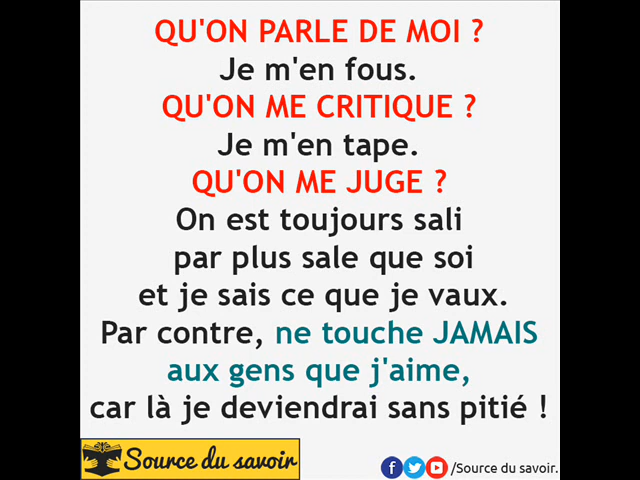 QU'ON PARLE DE MOI ?
Je m'en fous.
QU'ON ME CRITIQUE ?
Je m'en tape.
QU'ON ME JUGE ?
On est toujours sali
par plus sale que soi
et je sais ce que je vaux.
Par contre, ne touche JAMAIS
aux gens que j'aime,
car là je deviendrai sans pitié !
Source du savoir
/Source du savoir.